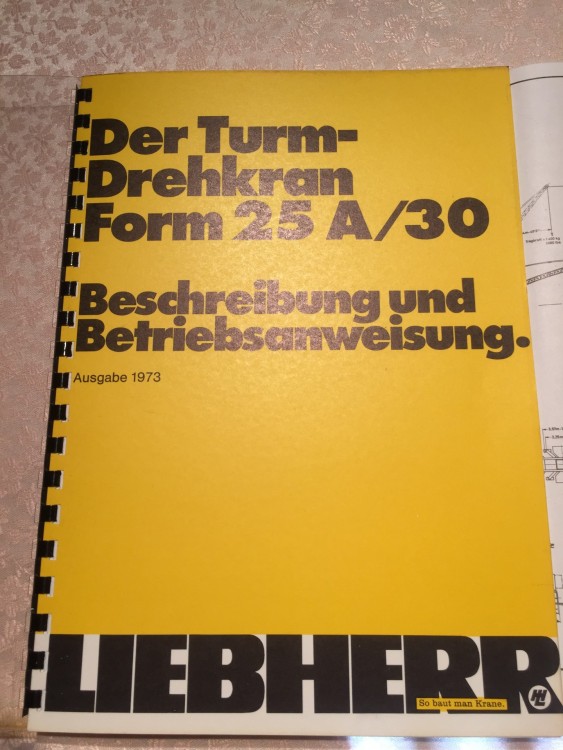 Der Turm-
Drehkran
Form 25 A/30
Beschreibung und
Betriebsanweisung.
Ausgabe 1973
LIEBHERR
So baut man Krane.